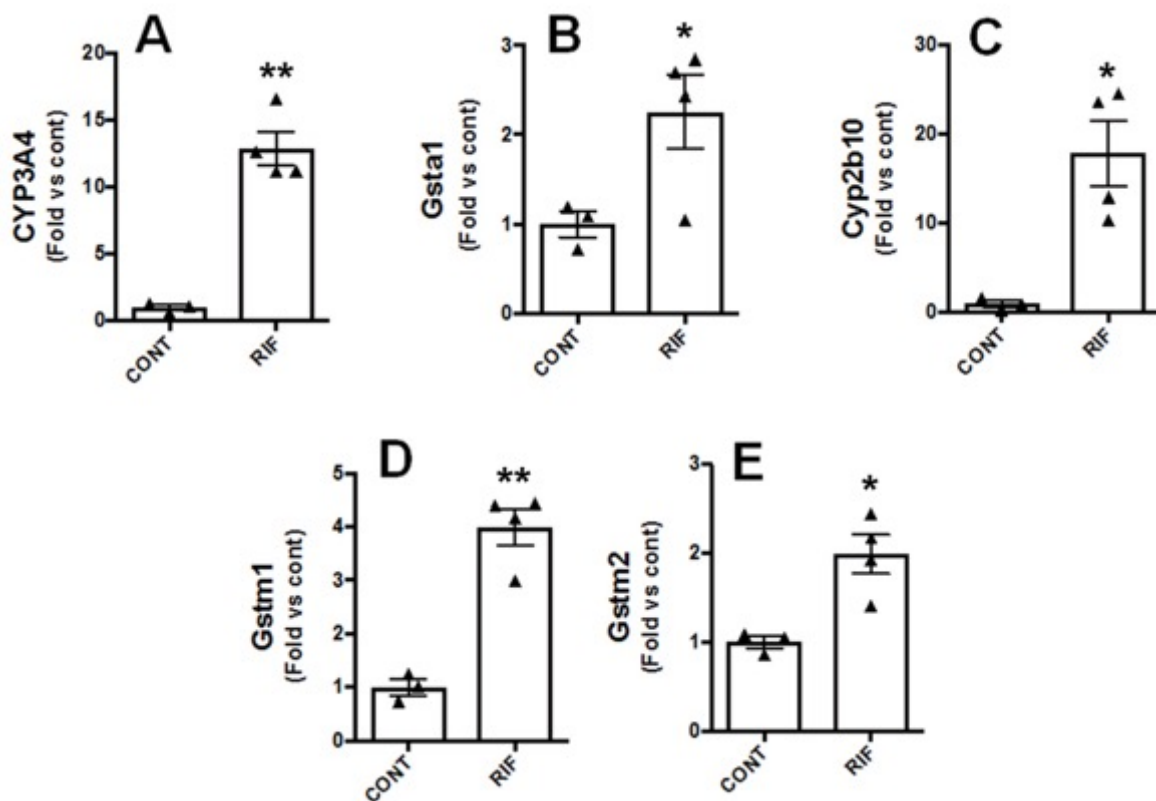 A
CYP3A4
(Fold vs cont)
20
15
10
5
0
**
CONT
RIF
B
Gsta1
(Fold vs cont)
3
2
1
0
*
CONT
RIF
C
Cyp2b10
(Fold vs cont)
30
20
10
0
*
CONT
RIF
D
Gstm1
(Fold vs cont)
5
4
3
2
1
0
**
CONT
RIF
E
Gstm2
(Fold vs cont)
3
2
1
0
*
CONT
RIF